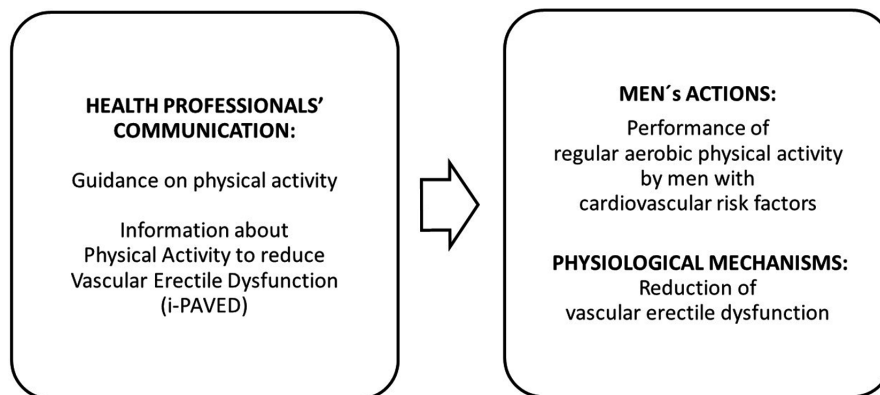 HEALTH PROFESSIONALS’
COMMUNICATION:
Guidance on physical activity
Information about
Physical Activity to reduce
Vascular Erectile Dysfunction
(i-PAVED)
MEN´s ACTIONS:
Performance of
regular aerobic physical activity
by men with
cardiovascular risk factors
PHYSIOLOGICAL MECHANISMS:
Reduction of
vascular erectile dysfunction